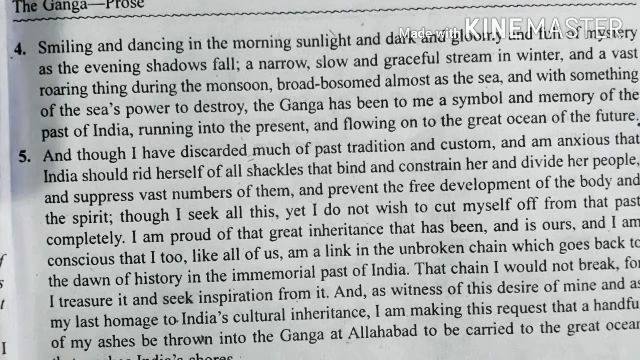 The Ganga—Prose
Made with KINEMASTER
4. Smiling and dancing in the morning sunlight and dark and gloomy and full of mystery
as the evening shadows fall; a narrow, slow and graceful stream in winter, and a vast
roaring thing during the monsoon, broad-bosomed almost as the sea, and with something
of the sea's power to destroy, the Ganga has been to me a symbol and memory of the
past of India, running into the present, and flowing on to the great ocean of the future.
5. And though I have discarded much of past tradition and custom, and am anxious that
India should rid herself of all shackles that bind and constrain her and divide her people,
and suppress vast numbers of them, and prevent the free development of the body and
the spirit; though I seek all this, yet I do not wish to cut myself off from that past
completely. I am proud of that great inheritance that has been, and is ours, and I am
conscious that I too, like all of us, am a link in the unbroken chain which goes back to
the dawn of history in the immemorial past of India. That chain I would not break, for
I treasure it and seek inspiration from it. And, as witness of this desire of mine and as
my last homage to India's cultural inheritance, I am making this request that a handfu
of my ashes be thrown into the Ganga at Allahabad to be carried to the great ocean
India's shores.